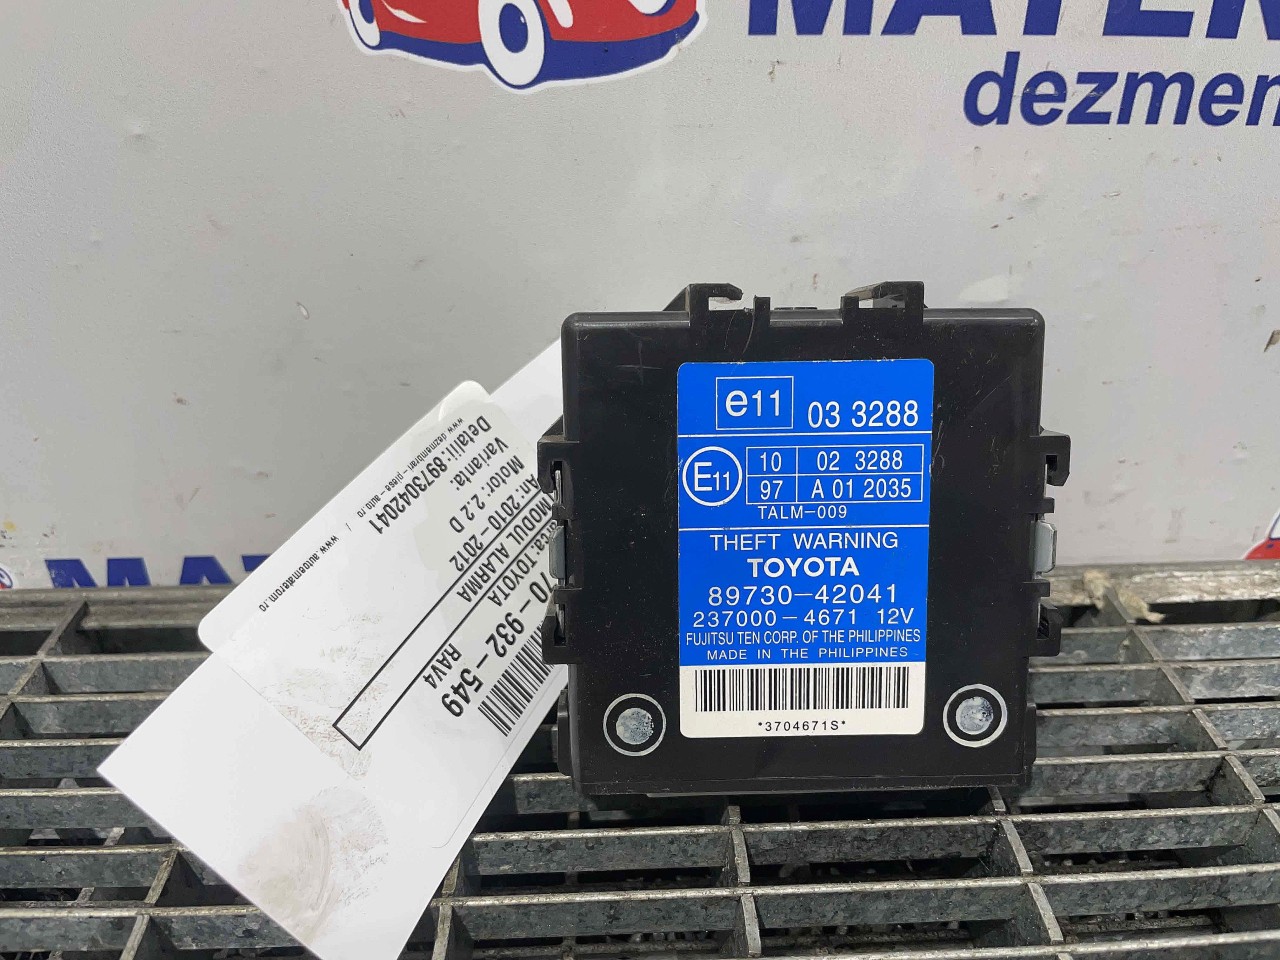 dezmen
e11 03 3288
E11 10 02 3288
97 A 01 2035
TALM-009
THEFT WARNING
TOYOTA
89730-42041
237000-4671 12V
FUJITSU TEN CORP. OF THE PHILIPPINES
MADE IN THE PHILIPPINES
*3704671S*
70-932-549
TOYOTA RAV4
MODUL ALARMA
An: 2010-2012
Motor: 2.2 D
Varianta:
Detalii: 8973042041
www.dezmembrari-piese-auto.ro / www.automaterom.ro
MATE